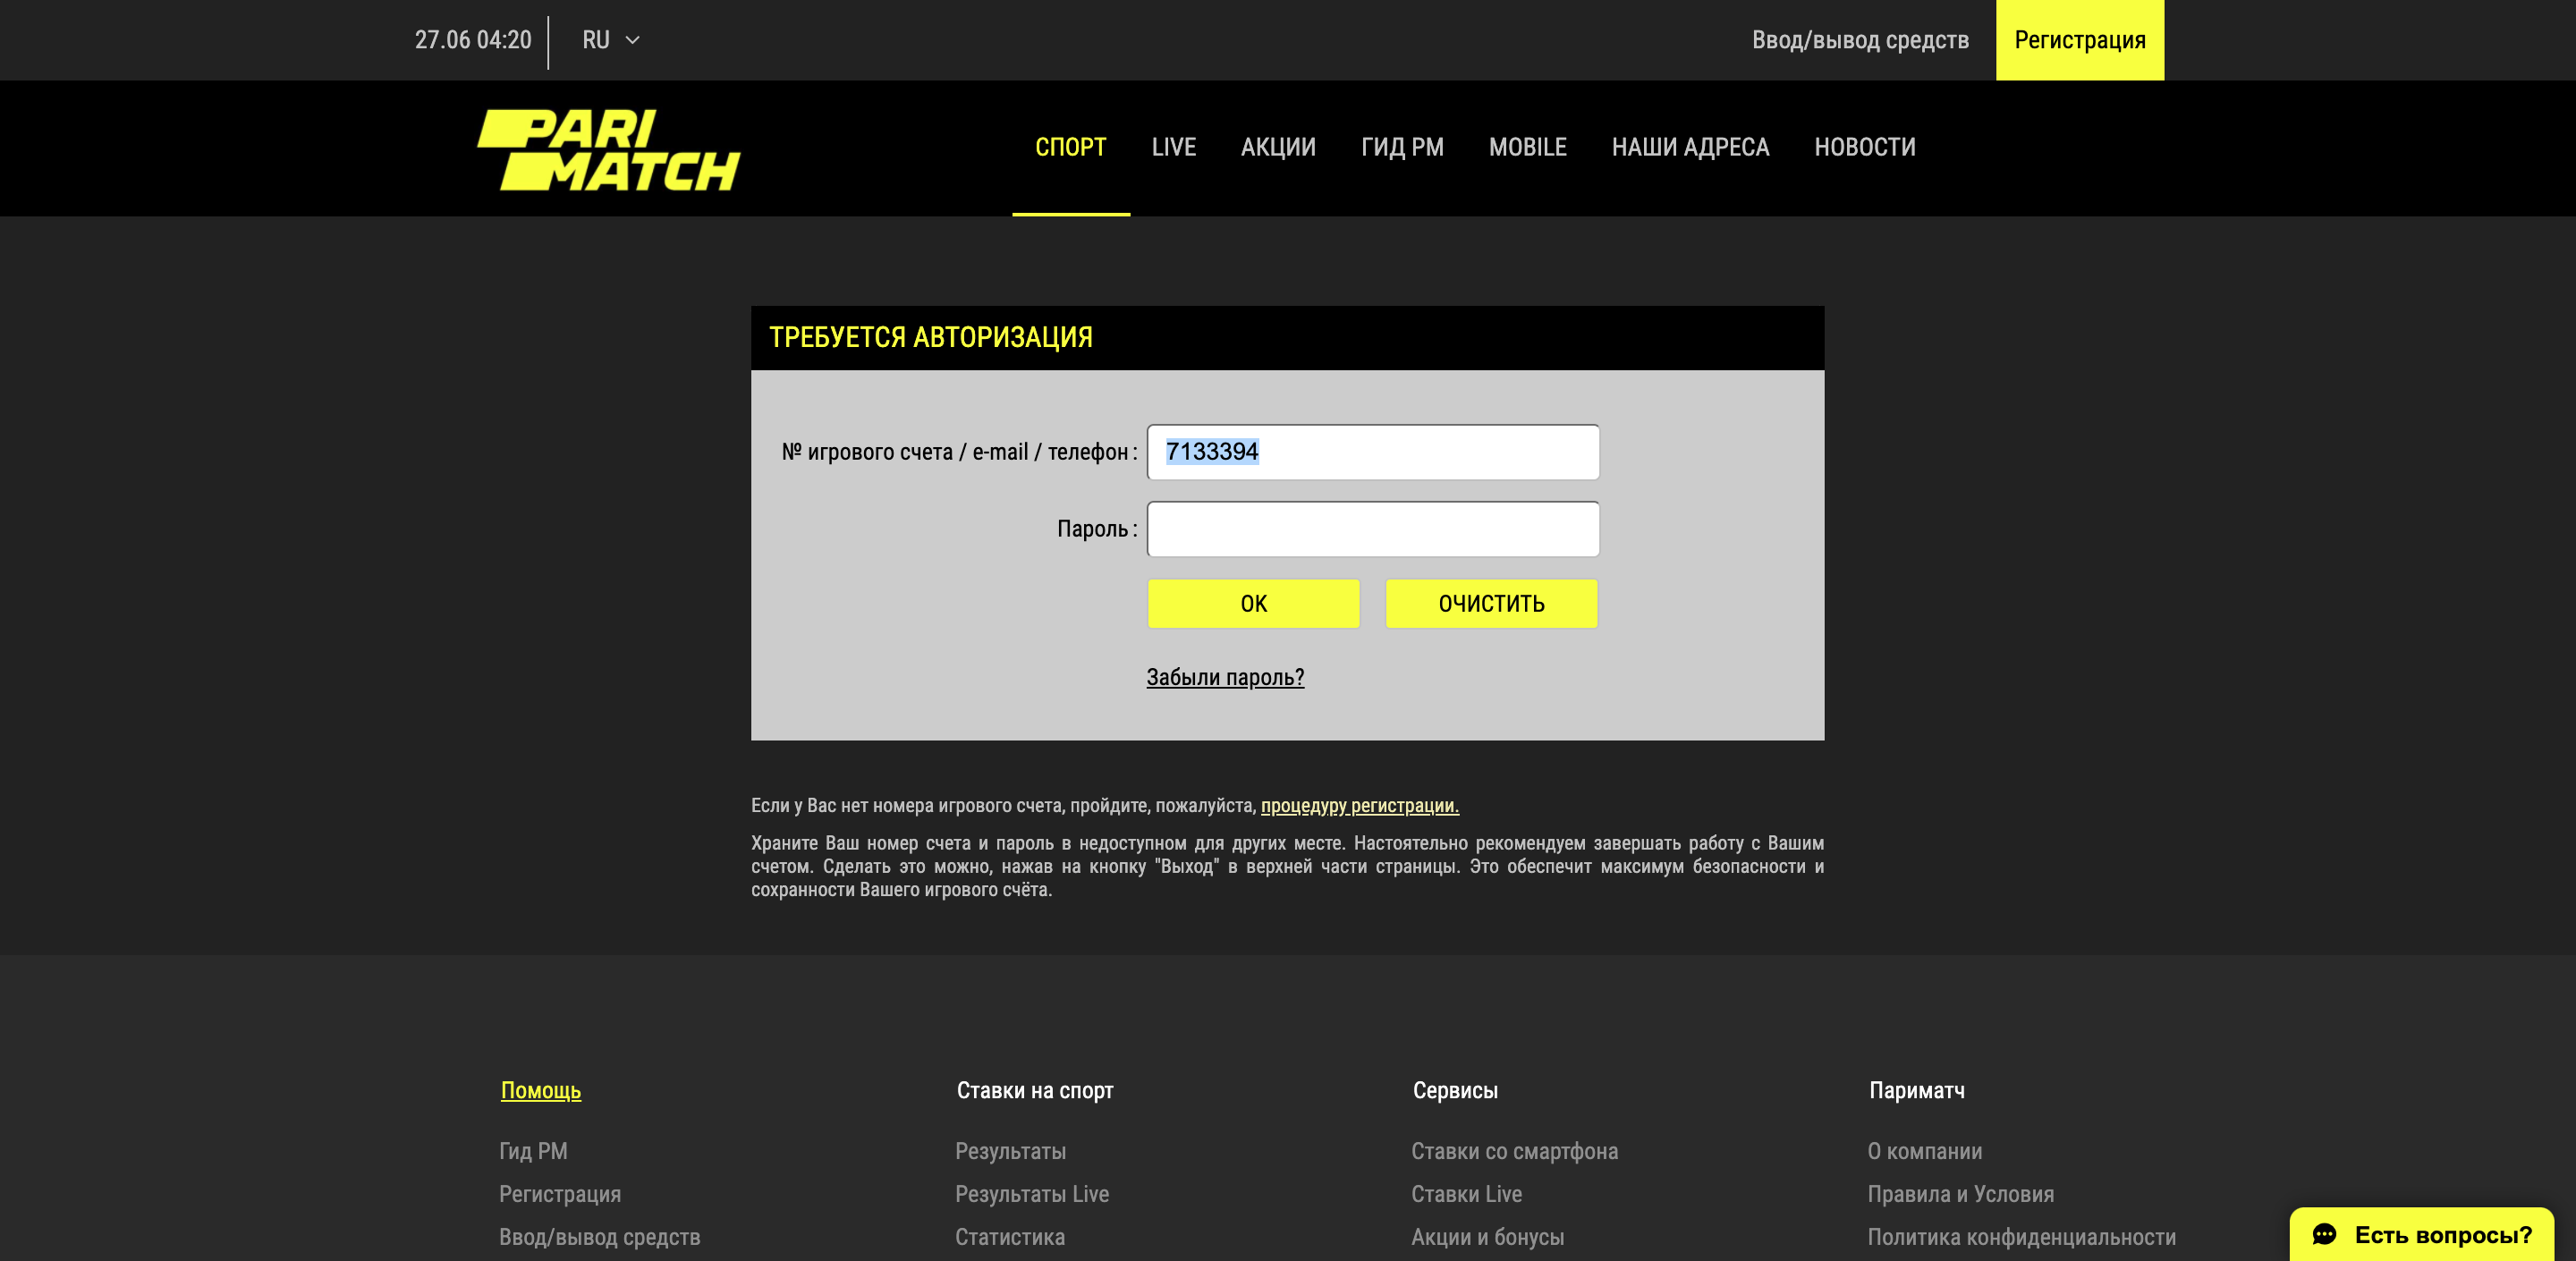 27.06 04:20
RU
Ввод/вывод средств
Регистрация
PARI
MATCH
СПОРТ
LIVE
АКЦИИ
ГИД PM
MOBILE
НАШИ АДРЕСА
НОВОСТИ
ТРЕБУЕТСЯ АВТОРИЗАЦИЯ
№ игрового счета / e-mail / телефон :
7133394
Пароль :
ОК
ОЧИСТИТЬ
Забыли пароль?
Если у Вас нет номера игрового счета, пройдите, пожалуйста, процедуру регистрации.
Храните Ваш номер счета и пароль в недоступном для других месте. Настоятельно рекомендуем завершать работу с Вашим
счетом. Сделать это можно, нажав на кнопку "Выход" в верхней части страницы. Это обеспечит максимум безопасности и
сохранности Вашего игрового счёта.
Помощь
Гид PM
Регистрация
Ввод/вывод средств
Ставки на спорт
Результаты
Результаты Live
Статистика
Сервисы
Ставки со смартфона
Ставки Live
Акции и бонусы
Париматч
О компании
Правила и Условия
Политика конфиденциальности
Есть вопросы?